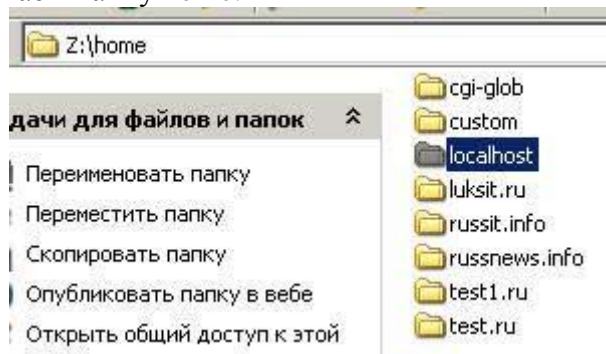 Z:\home
дачи для файлов и папок
Переименовать папку
Переместить папку
Скопировать папку
Опубликовать папку в вебе
Открыть общий доступ к этой
cgi-glob
custom
localhost
luksit.ru
russit.info
russnews.info
test1.ru
test.ru